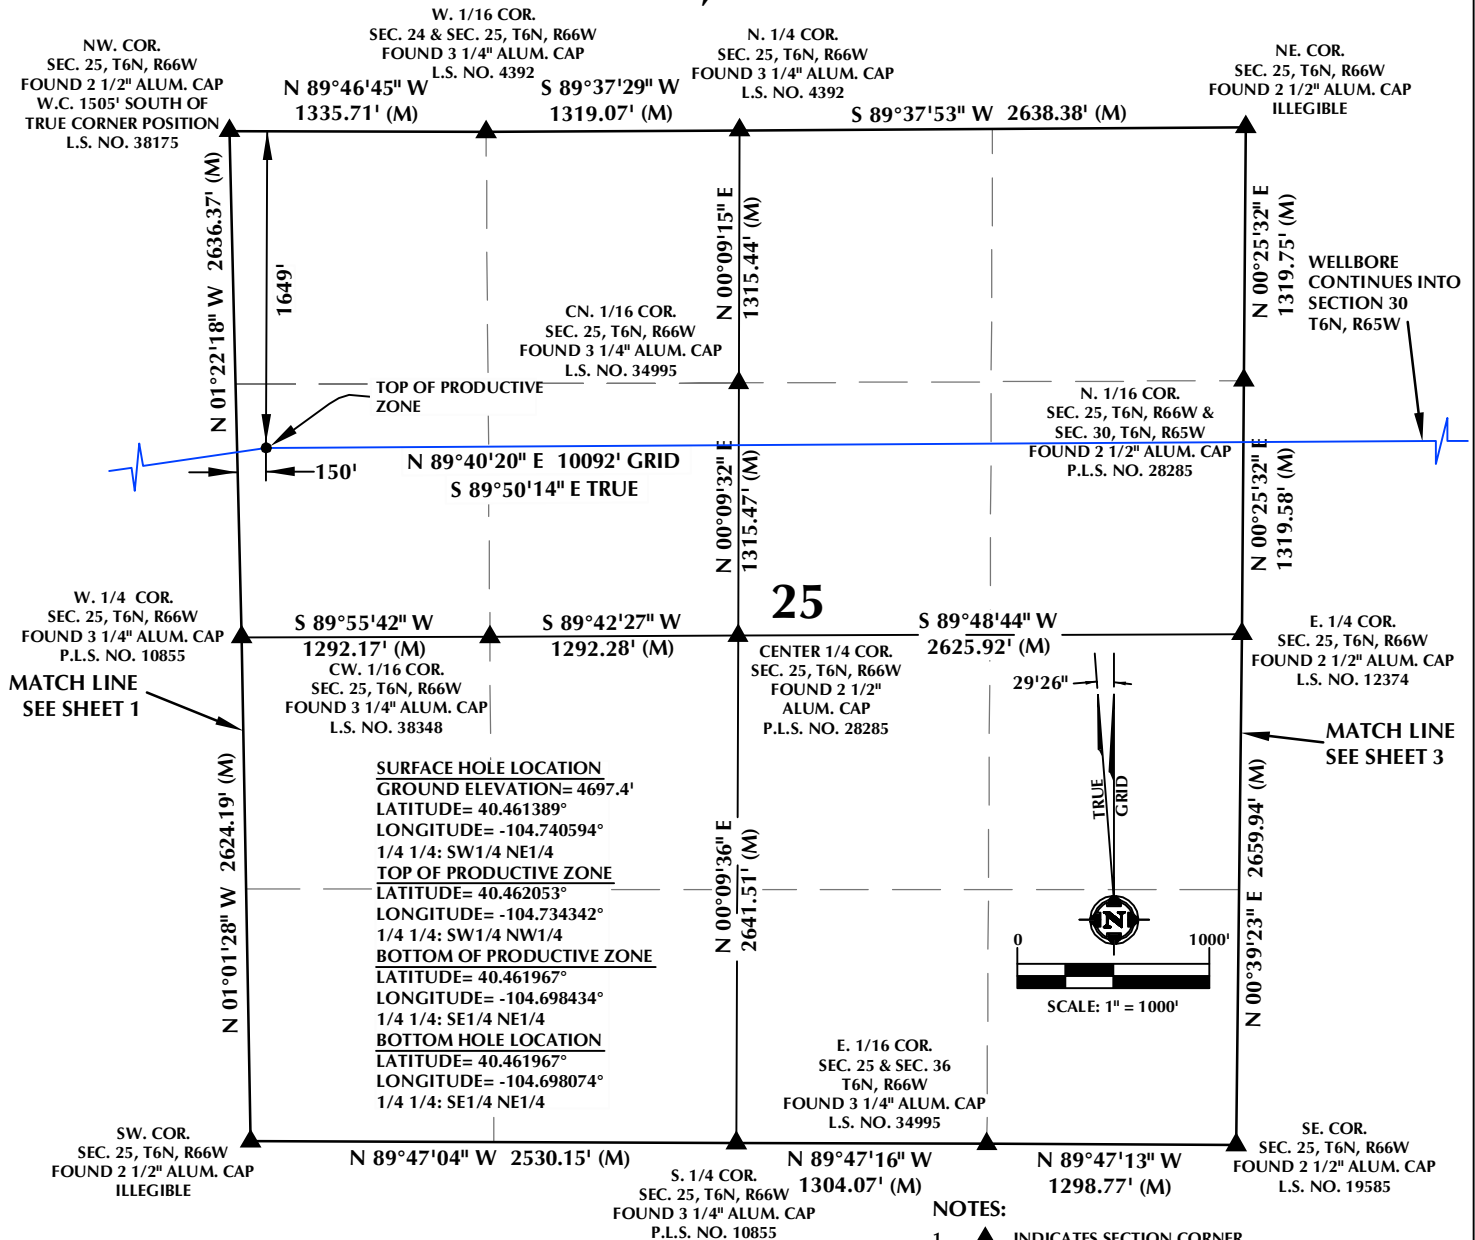 W. 1/16 COR.
SEC. 24 & SEC. 25, T6N, R66W
FOUND 3 1/4" ALUM. CAP
L.S. NO. 4392
N. 1/4 COR.
SEC. 25, T6N, R66W
FOUND 3 1/4" ALUM. CAP
L.S. NO. 4392
NW. COR.
SEC. 25, T6N, R66W
FOUND 2 1/2" ALUM. CAP
W.C. 1505' SOUTH OF
TRUE CORNER POSITION
L.S. NO. 38175
NE. COR.
SEC. 25, T6N, R66W
FOUND 2 1/2" ALUM. CAP
ILLEGIBLE
N 89°46'45" W
1335.71' (M)
S 89°37'29" W
1319.07' (M)
S 89°37'53" W 2638.38' (M)
N 01°22'18" W 2636.37' (M)
1649'
N 00°09'15" E
1315.44' (M)
N 00°25'32" E
1319.75' (M)
WELLBORE
CONTINUES INTO
SECTION 30
T6N, R65W
CN. 1/16 COR.
SEC. 25, T6N, R66W
FOUND 3 1/4" ALUM. CAP
L.S. NO. 34995
TOP OF PRODUCTIVE
ZONE
N. 1/16 COR.
SEC. 25, T6N, R66W &
SEC. 30, T6N, R65W
FOUND 2 1/2" ALUM. CAP
P.L.S. NO. 28285
150'
N 89°40'20" E 10092' GRID
S 89°50'14" E TRUE
N 00°09'32" E
1315.47' (M)
N 00°25'32" E
1319.58' (M)
25
W. 1/4 COR.
SEC. 25, T6N, R66W
FOUND 3 1/4" ALUM. CAP
P.L.S. NO. 10855
S 89°55'42" W
1292.17' (M)
S 89°42'27" W
1292.28' (M)
S 89°48'44" W
2625.92' (M)
E. 1/4 COR.
SEC. 25, T6N, R66W
FOUND 2 1/2" ALUM. CAP
L.S. NO. 12374
CW. 1/16 COR.
SEC. 25, T6N, R66W
FOUND 3 1/4" ALUM. CAP
L.S. NO. 38348
CENTER 1/4 COR.
SEC. 25, T6N, R66W
FOUND 2 1/2"
ALUM. CAP
P.L.S. NO. 28285
MATCH LINE
SEE SHEET 1
29'26"
MATCH LINE
SEE SHEET 3
TRUE
GRID
N
N 01°01'28" W 2624.19' (M)
SURFACE HOLE LOCATION
GROUND ELEVATION= 4697.4'
LATITUDE= 40.461389°
LONGITUDE= -104.740594°
1/4 1/4: SW1/4 NE1/4
TOP OF PRODUCTIVE ZONE
LATITUDE= 40.462053°
LONGITUDE= -104.734342°
1/4 1/4: SW1/4 NW1/4
BOTTOM OF PRODUCTIVE ZONE
LATITUDE= 40.461967°
LONGITUDE= -104.698434°
1/4 1/4: SE1/4 NE1/4
BOTTOM HOLE LOCATION
LATITUDE= 40.461967°
LONGITUDE= -104.698074°
1/4 1/4: SE1/4 NE1/4
N 00°09'36" E
2641.51' (M)
N 00°39'23" E 2659.94' (M)
0 1000'
SCALE: 1" = 1000'
E. 1/16 COR.
SEC. 25 & SEC. 36
T6N, R66W
FOUND 3 1/4" ALUM. CAP
L.S. NO. 34995
SW. COR.
SEC. 25, T6N, R66W
FOUND 2 1/2" ALUM. CAP
ILLEGIBLE
N 89°47'04" W 2530.15' (M)
S. 1/4 COR.
SEC. 25, T6N, R66W
FOUND 3 1/4" ALUM. CAP
P.L.S. NO. 10855
N 89°47'16" W
1304.07' (M)
N 89°47'13" W
1298.77' (M)
SE. COR.
SEC. 25, T6N, R66W
FOUND 2 1/2" ALUM. CAP
L.S. NO. 19585
NOTES:
1. ▲ INDICATES SECTION CORNER